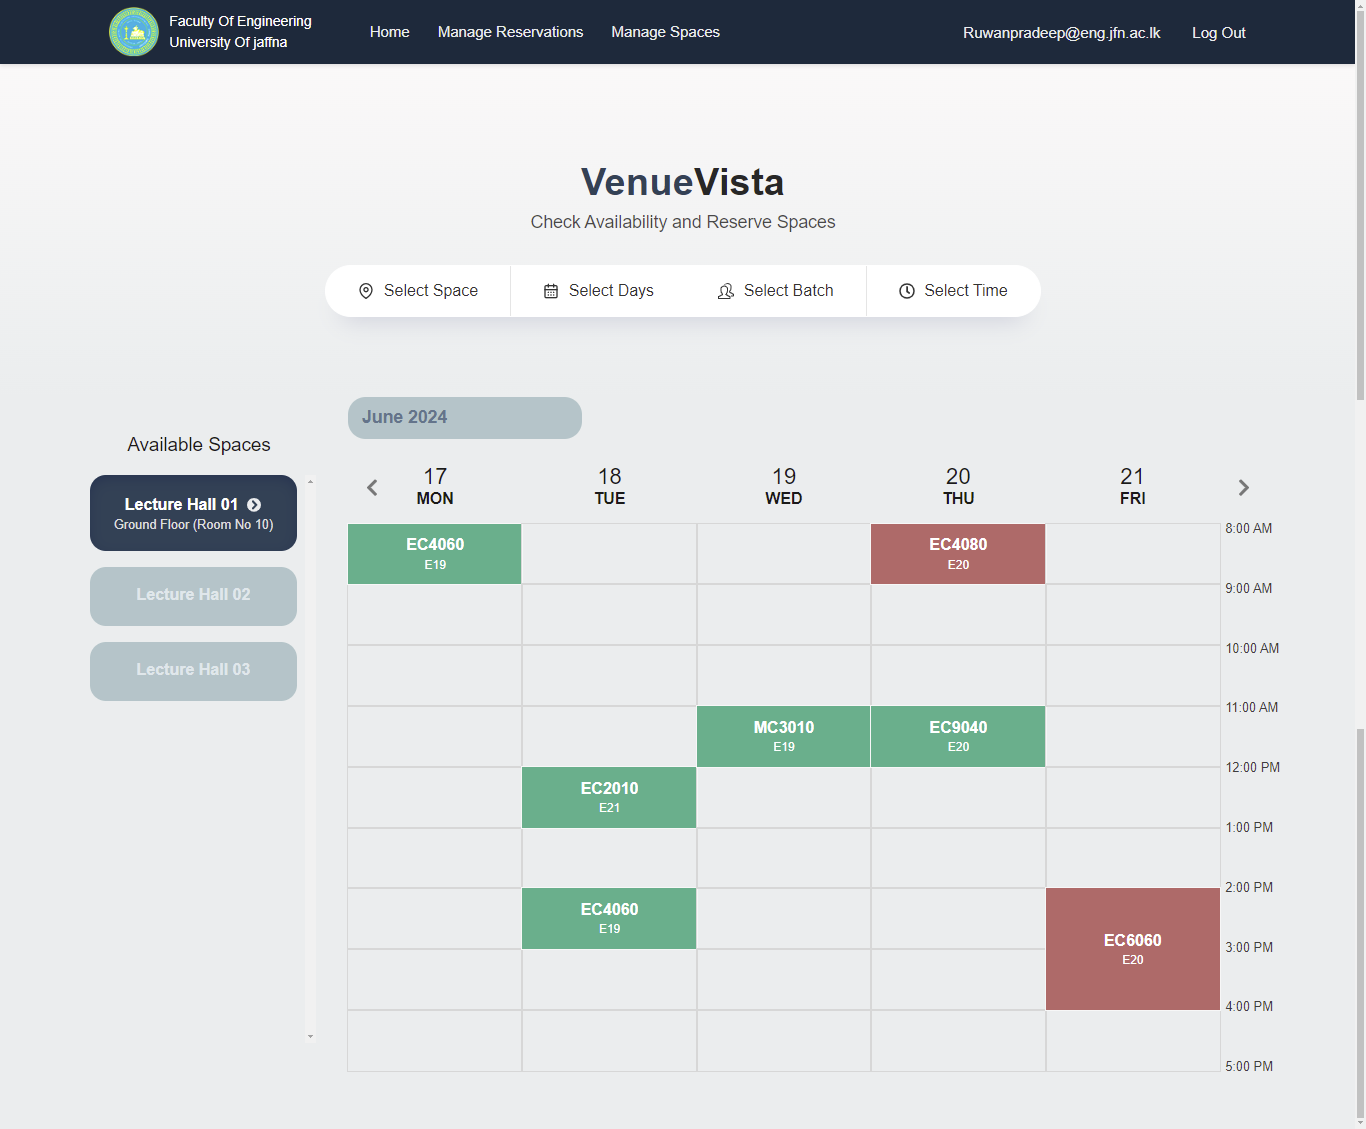 Faculty Of Engineering
University Of jaffna
Home
Manage Reservations
Manage Spaces
Ruwanpradeep@eng.jfn.ac.lk
Log Out
VenueVista
Check Availability and Reserve Spaces
Select Space
Select Days
Select Batch
Select Time
June 2024
Available Spaces
Lecture Hall 01
Ground Floor (Room No 10)
Lecture Hall 02
Lecture Hall 03
17
MON
18
TUE
19
WED
20
THU
21
FRI
8:00 AM
EC4060
E19
EC4080
E20
9:00 AM
10:00 AM
11:00 AM
MC3010
E19
EC9040
E20
12:00 PM
EC2010
E21
1:00 PM
2:00 PM
EC4060
E19
EC6060
E20
3:00 PM
4:00 PM
5:00 PM